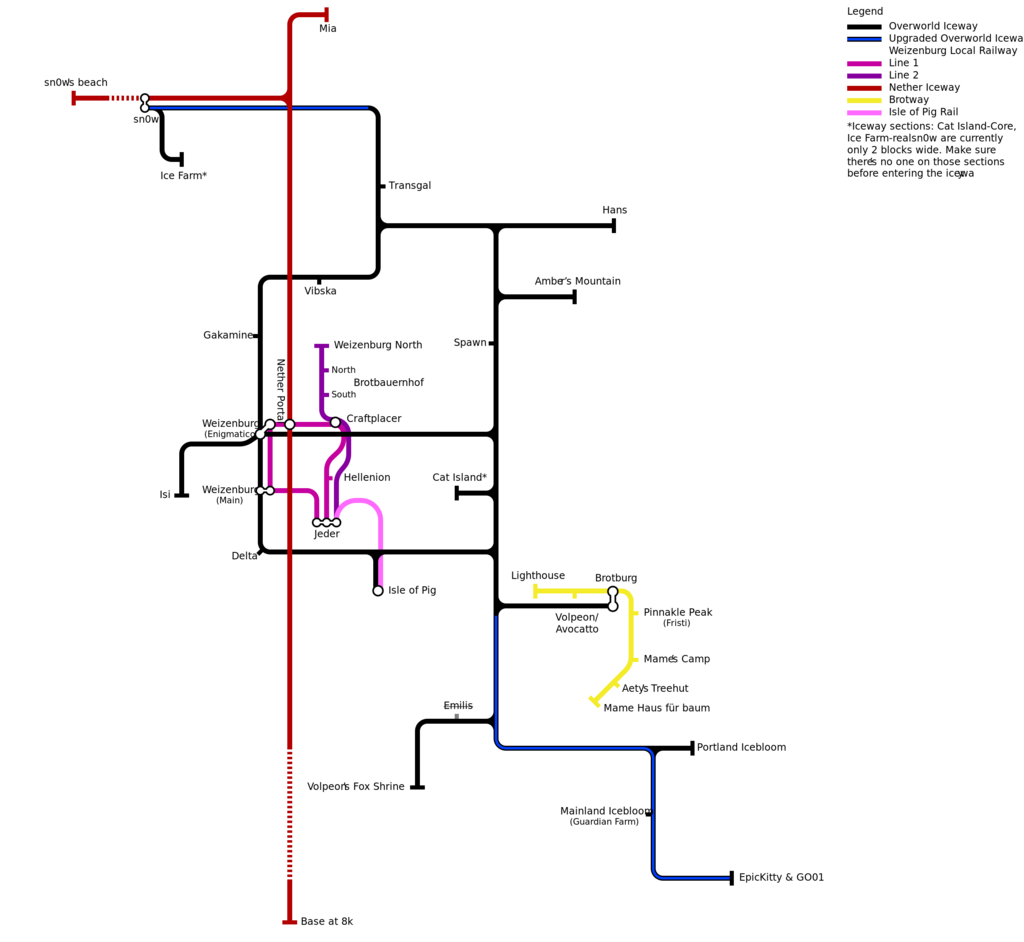 Legend
Overworld Iceway
Upgraded Overworld Icewa
Weizenburg Local Railway
Line 1
Line 2
Nether Iceway
Brotway
Isle of Pig Rail
*Iceway sections: Cat Island-Core,
Ice Farm-realsn0w are currently
only 2 blocks wide. Make sure
there's no one on those sections
before entering the iceway
Mia
sn0w's beach
sn0w
Ice Farm*
Transgal
Hans
Amber's Mountain
Vibska
Gakamine
Spawn
Weizenburg North
North
Brotbauernhof
South
Nether Porta
Craftplacer
Weizenburg
(Enigmatico
Hellenion
Cat Island*
Isi
Weizenburg
(Main)
Jeder
Delta
Isle of Pig
Lighthouse
Brotburg
Volpeon/
Avocatto
Pinnakle Peak
(Fristi)
Mame's Camp
Aety's Treehut
Mame Haus für baum
Emilis
Portland Icebloom
Volpeon's Fox Shrine
Mainland Icebloom
(Guardian Farm)
EpicKitty & GO01
Base at 8k